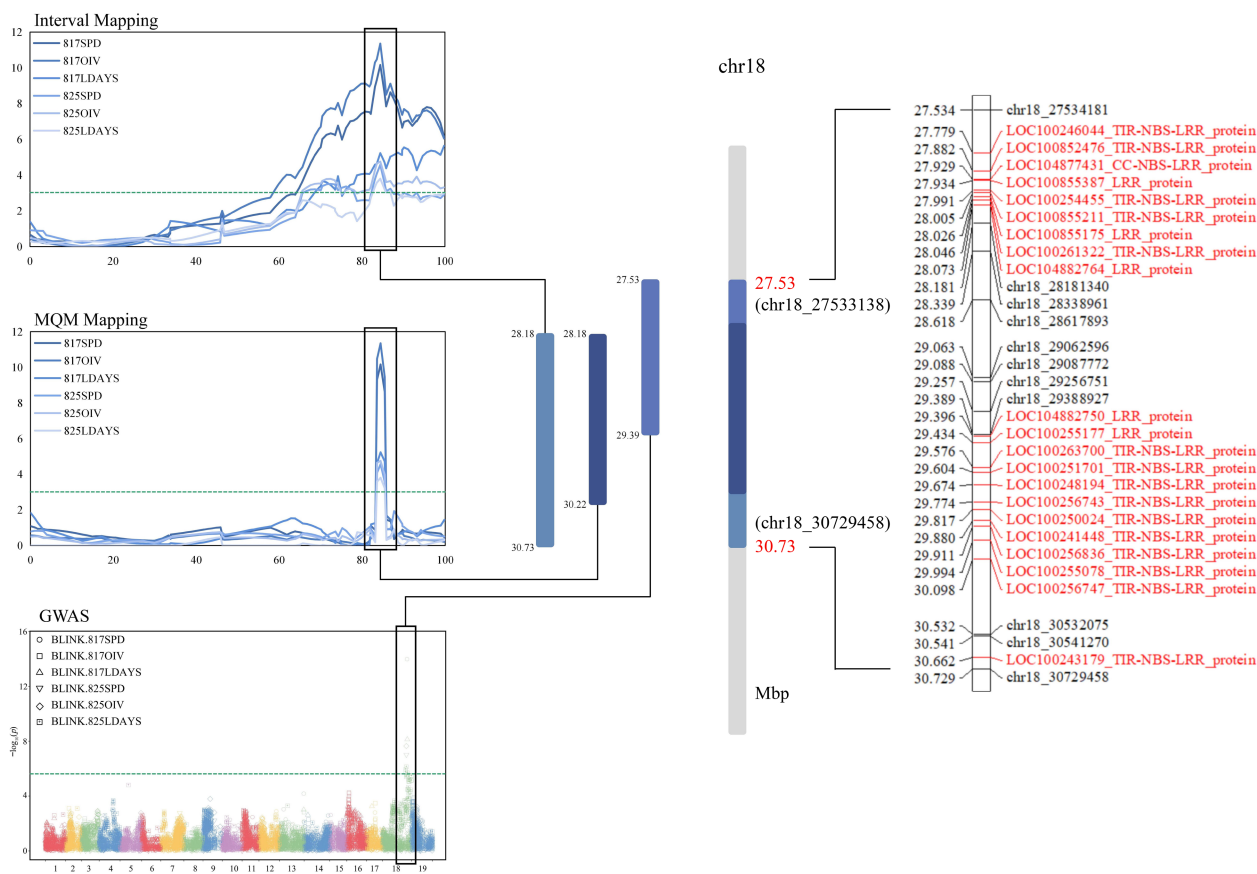 Interval Mapping
12
10
8
6
4
2
0
817SPD
817OIV
817LDAYS
825SPD
825OIV
825LDAYS
0 20 40 60 80 100
MQM Mapping
12
10
8
6
4
2
0
817SPD
817OIV
817LDAYS
825SPD
825OIV
825LDAYS
0 20 40 60 80 100
GWAS
16
12
8
4
0
BLINK.817SPD
BLINK.817OIV
BLINK.817LDAYS
BLINK.825SPD
BLINK.825OIV
BLINK.825LDAYS
1 2 3 4 5 6 7 8 9 10 11 12 13 14 15 16 17 18 19
28.18
30.73
28.18
30.22
27.53
29.39
chr18
27.53
(chr18_27533138)
(chr18_30729458)
30.73
Mbp
27.534 chr18_27534181
27.779 LOC100246044_TIR-NBS-LRR_protein
27.882 LOC100852476_TIR-NBS-LRR_protein
27.929 LOC104877431_CC-NBS-LRR_protein
27.934 LOC100855387_LRR_protein
27.991 LOC100254455_TIR-NBS-LRR_protein
28.005 LOC100855211_TIR-NBS-LRR_protein
28.026 LOC100855175_LRR_protein
28.046 LOC100261322_TIR-NBS-LRR_protein
28.073 LOC104882764_LRR_protein
28.181 chr18_28181340
28.339 chr18_28338961
28.618 chr18_28617893
29.063 chr18_29062596
29.088 chr18_29087772
29.257 chr18_29256751
29.389 chr18_29388927
29.396 LOC104882750_LRR_protein
29.434 LOC100255177_LRR_protein
29.576 LOC100263700_TIR-NBS-LRR_protein
29.604 LOC100251701_TIR-NBS-LRR_protein
29.674 LOC100248194_TIR-NBS-LRR_protein
29.774 LOC100256743_TIR-NBS-LRR_protein
29.817 LOC100250024_TIR-NBS-LRR_protein
29.880 LOC100241448_TIR-NBS-LRR_protein
29.911 LOC100256836_TIR-NBS-LRR_protein
29.994 LOC100255078_TIR-NBS-LRR_protein
30.098 LOC100256747_TIR-NBS-LRR_protein
30.532 chr18_30532075
30.541 chr18_30541270
30.662 LOC100243179_TIR-NBS-LRR_protein
30.729 chr18_30729458